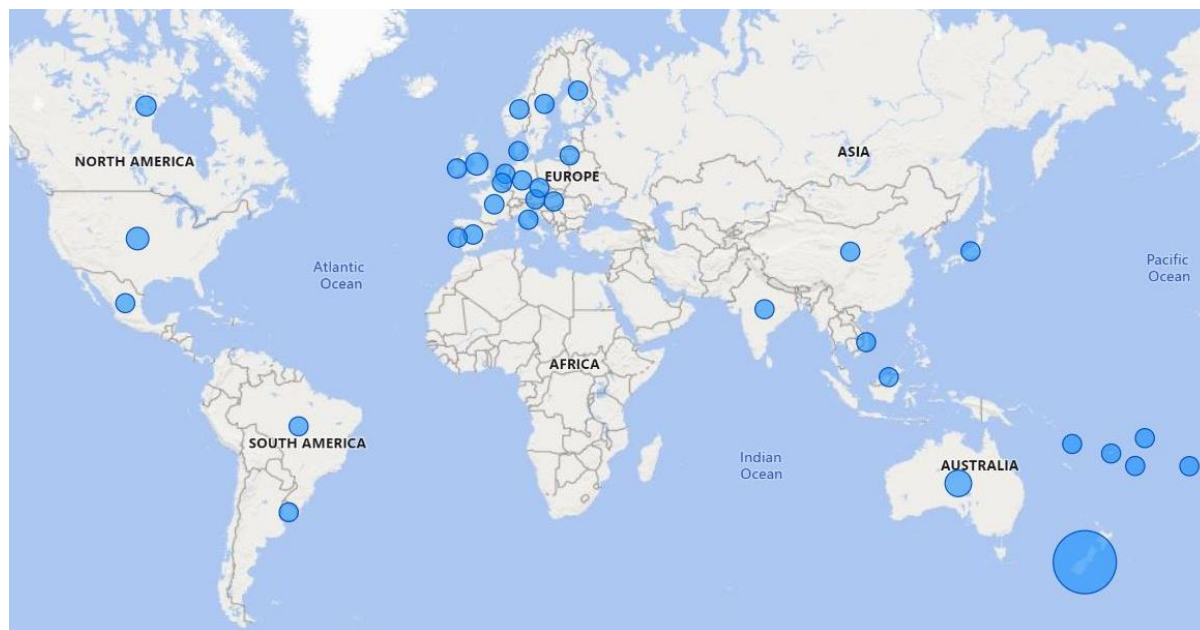 NORTH AMERICA
EUROPE
ASIA
Atlantic
Ocean
Pacific
Ocean
AFRICA
SOUTH AMERICA
Indian
Ocean
AUSTRALIA